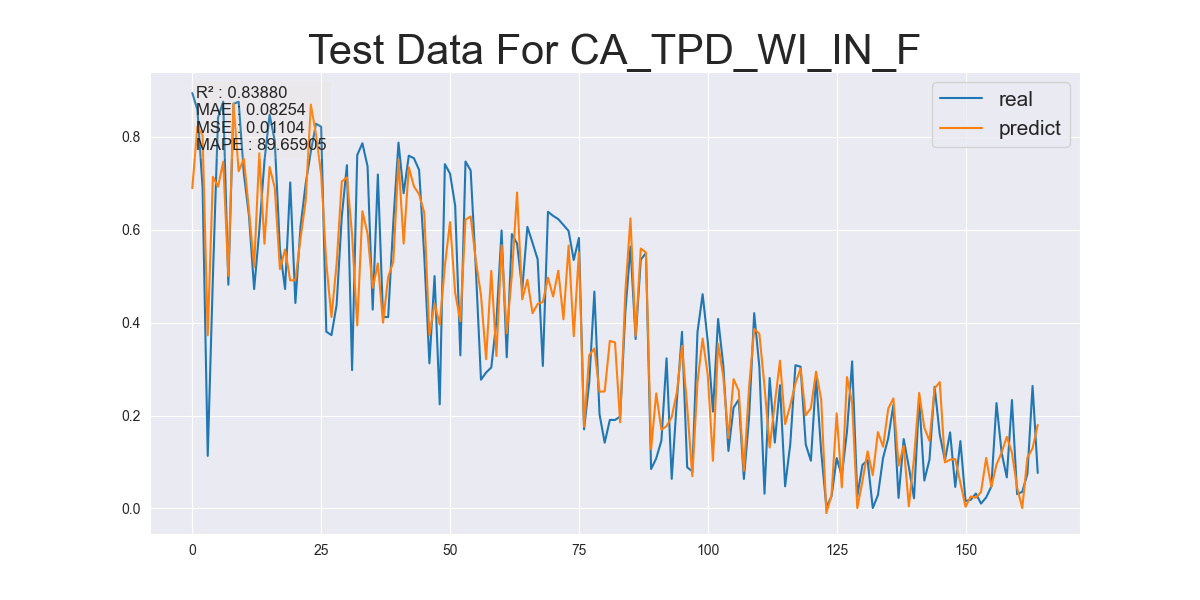 Test Data For CA_TPD_WI_IN_F
R² : 0.83880
MAE : 0.08254
MSE : 0.01104
MAPE : 89.65905
real
predict
0.8
0.6
0.4
0.2
0.0
0 25 50 75 100 125 150